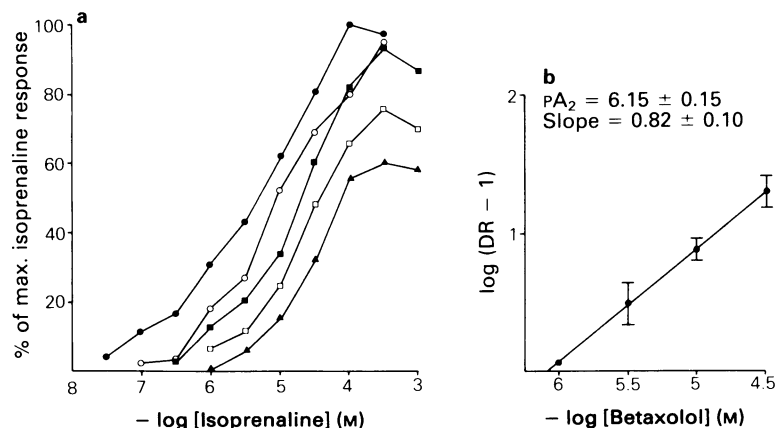 a
% of max. isoprenaline response
100
80
60
40
20
8 7 6 5 4 3
− log [Isoprenaline] (M)
b
pA2 = 6.15 ± 0.15
Slope = 0.82 ± 0.10
log (DR − 1)
2
1
6 5.5 5 4.5
− log [Betaxolol] (M)